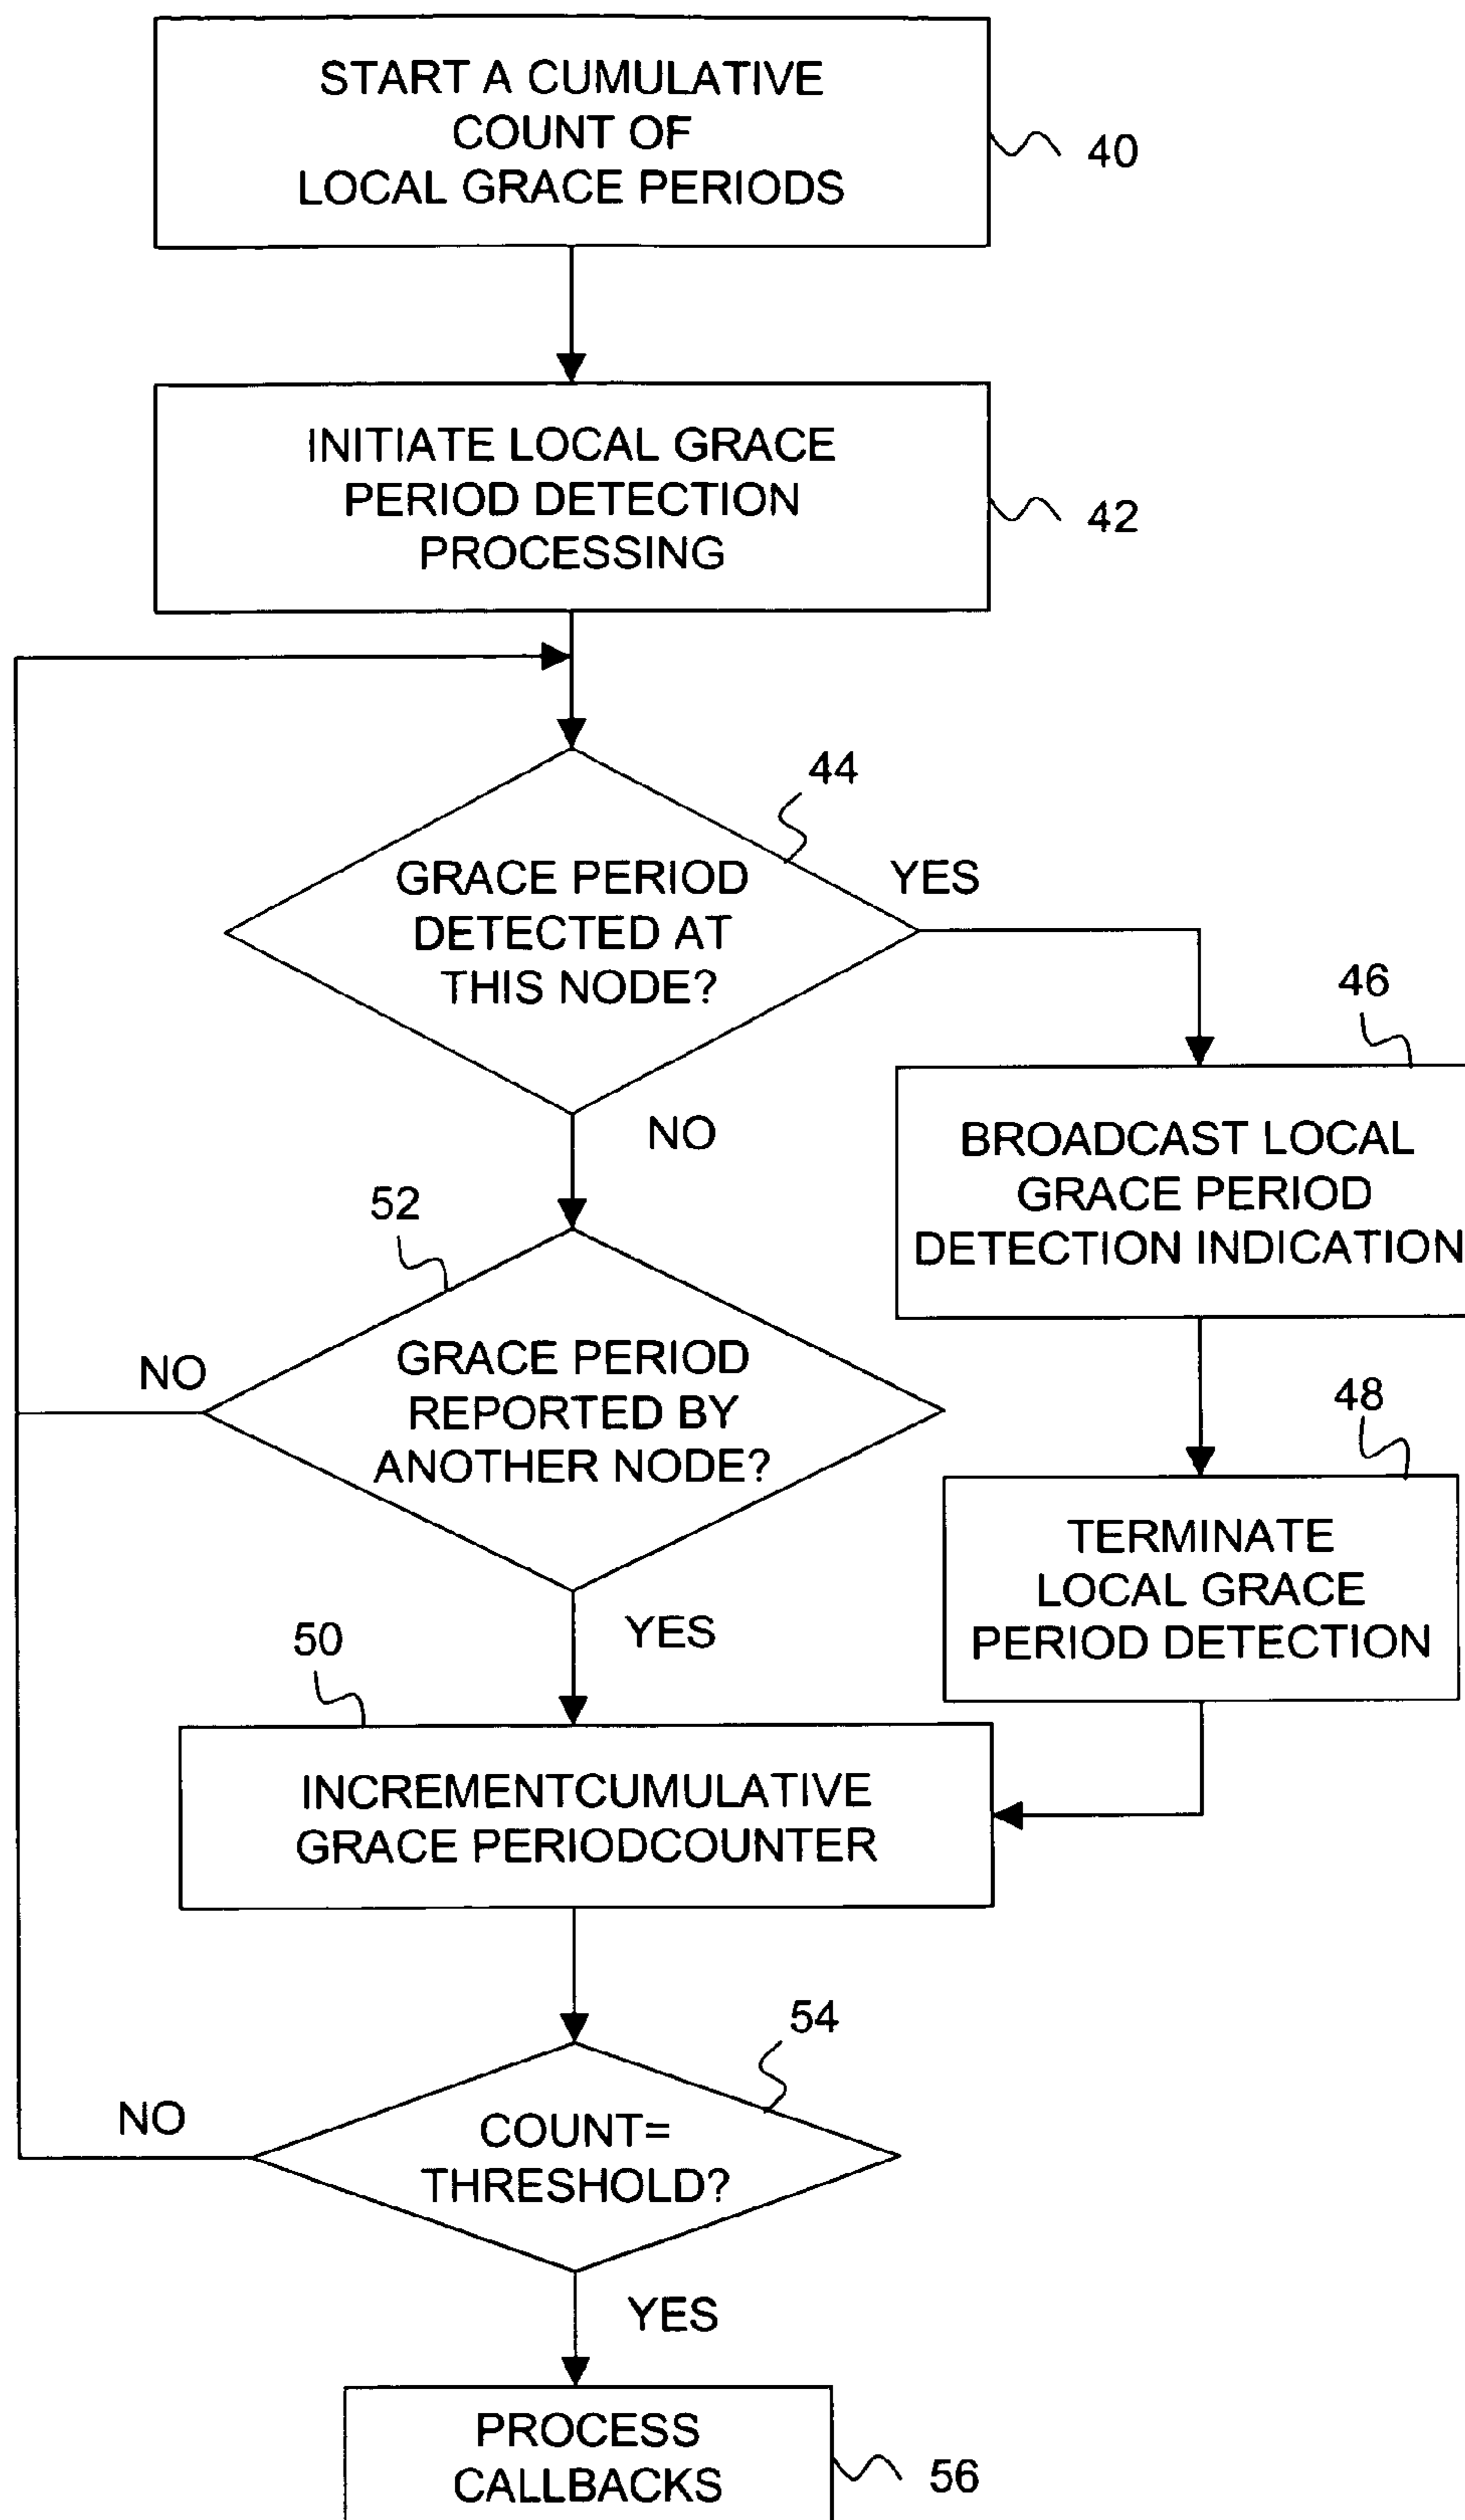 START A CUMULATIVE
COUNT OF
LOCAL GRACE PERIODS
40
INITIATE LOCAL GRACE
PERIOD DETECTION
PROCESSING
42
44
GRACE PERIOD
DETECTED AT
THIS NODE?
YES
NO
46
BROADCAST LOCAL
GRACE PERIOD
DETECTION INDICATION
52
GRACE PERIOD
REPORTED BY
ANOTHER NODE?
NO
YES
48
TERMINATE
LOCAL GRACE
PERIOD DETECTION
50
INCREMENTCUMULATIVE
GRACE PERIODCOUNTER
54
COUNT=
THRESHOLD?
NO
YES
PROCESS
CALLBACKS
56